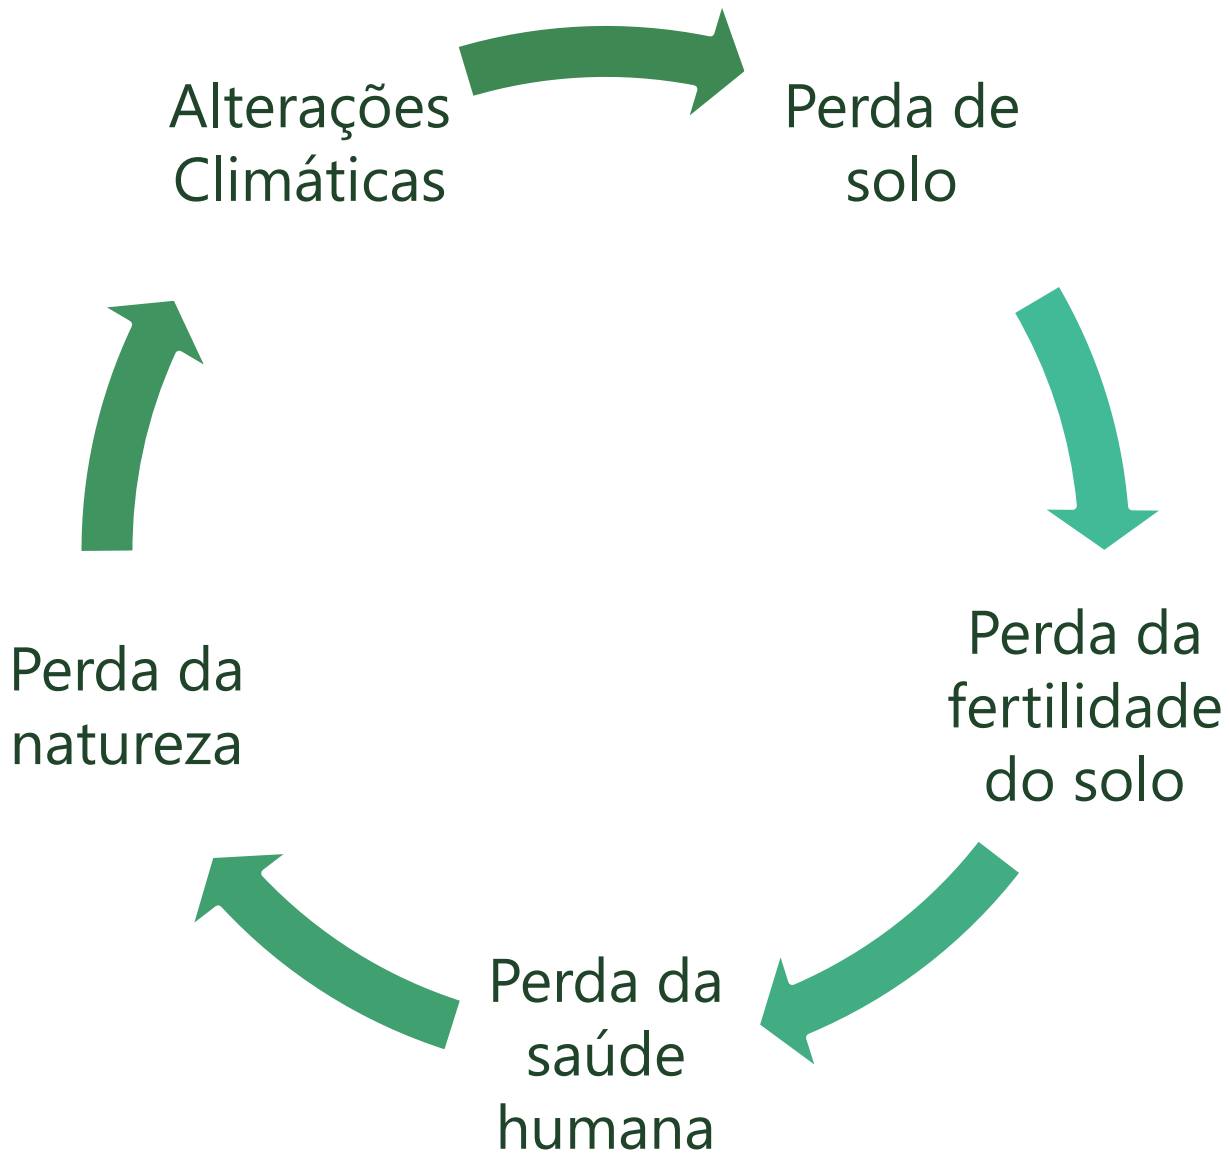 Alterações
Climáticas
Perda de
solo
Perda da
fertilidade
do solo
Perda da
saúde
humana
Perda da
natureza